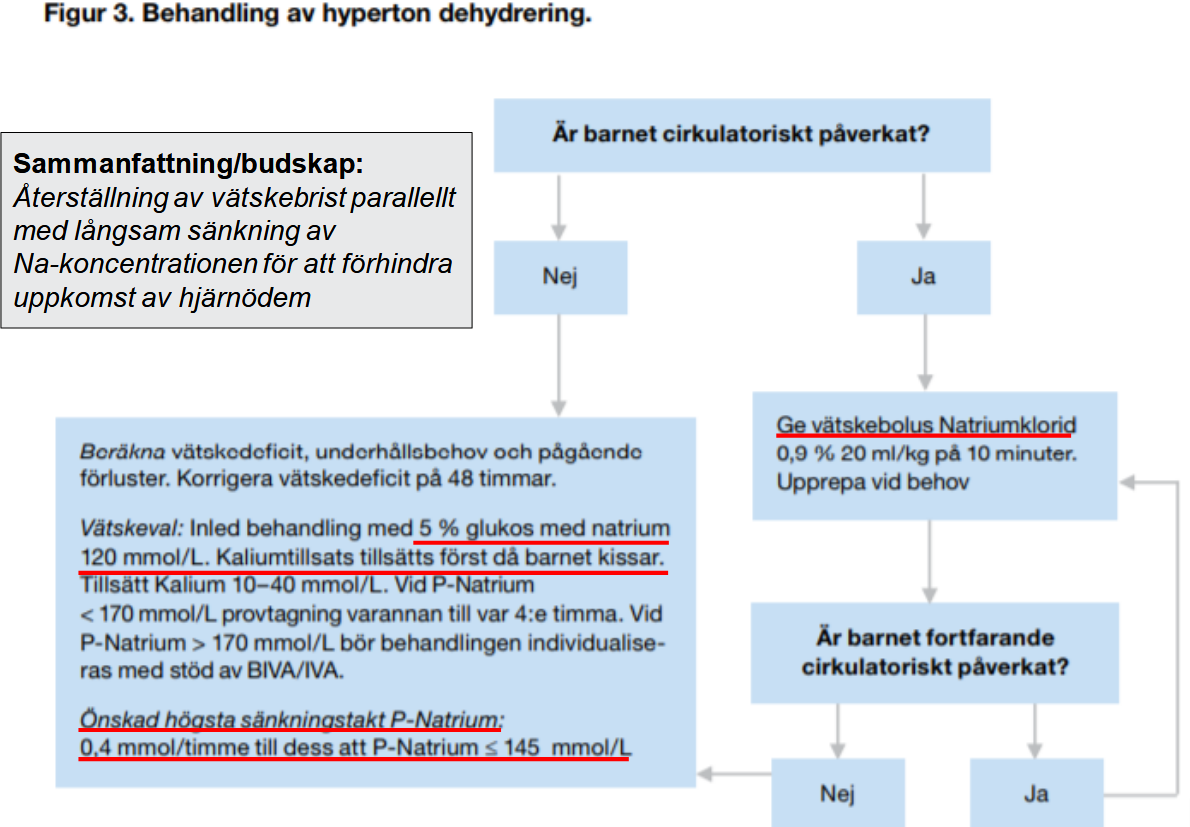 Figur 3. Behandling av hyperton dehydrering.
Är barnet cirkulatoriskt påverkat?
Sammanfattning/budskap:
Återställning av vätskebrist parallellt
med långsam sänkning av
Na-koncentrationen för att förhindra
uppkomst av hjärnödem
Nej
Ja
Beräkna vätskedeficit, underhållsbehov och pågående
förluster. Korrigera vätskedeficit på 48 timmar.
Vätskeval: Inled behandling med 5 % glukos med natrium
120 mmol/L. Kaliumtillsats tillsätts först då barnet kissar.
Tillsätt Kalium 10–40 mmol/L. Vid P-Natrium
< 170 mmol/L provtagning varannan till var 4:e timma. Vid
P-Natrium > 170 mmol/L bör behandlingen individualise-
ras med stöd av BIVA/IVA.
Önskad högsta sänkningstakt P-Natrium:
0,4 mmol/timme till dess att P-Natrium ≤ 145 mmol/L
Ge vätskebolus Natriumklorid
0,9 % 20 ml/kg på 10 minuter.
Upprepa vid behov
Är barnet fortfarande
cirkulatoriskt påverkat?
Nej
Ja